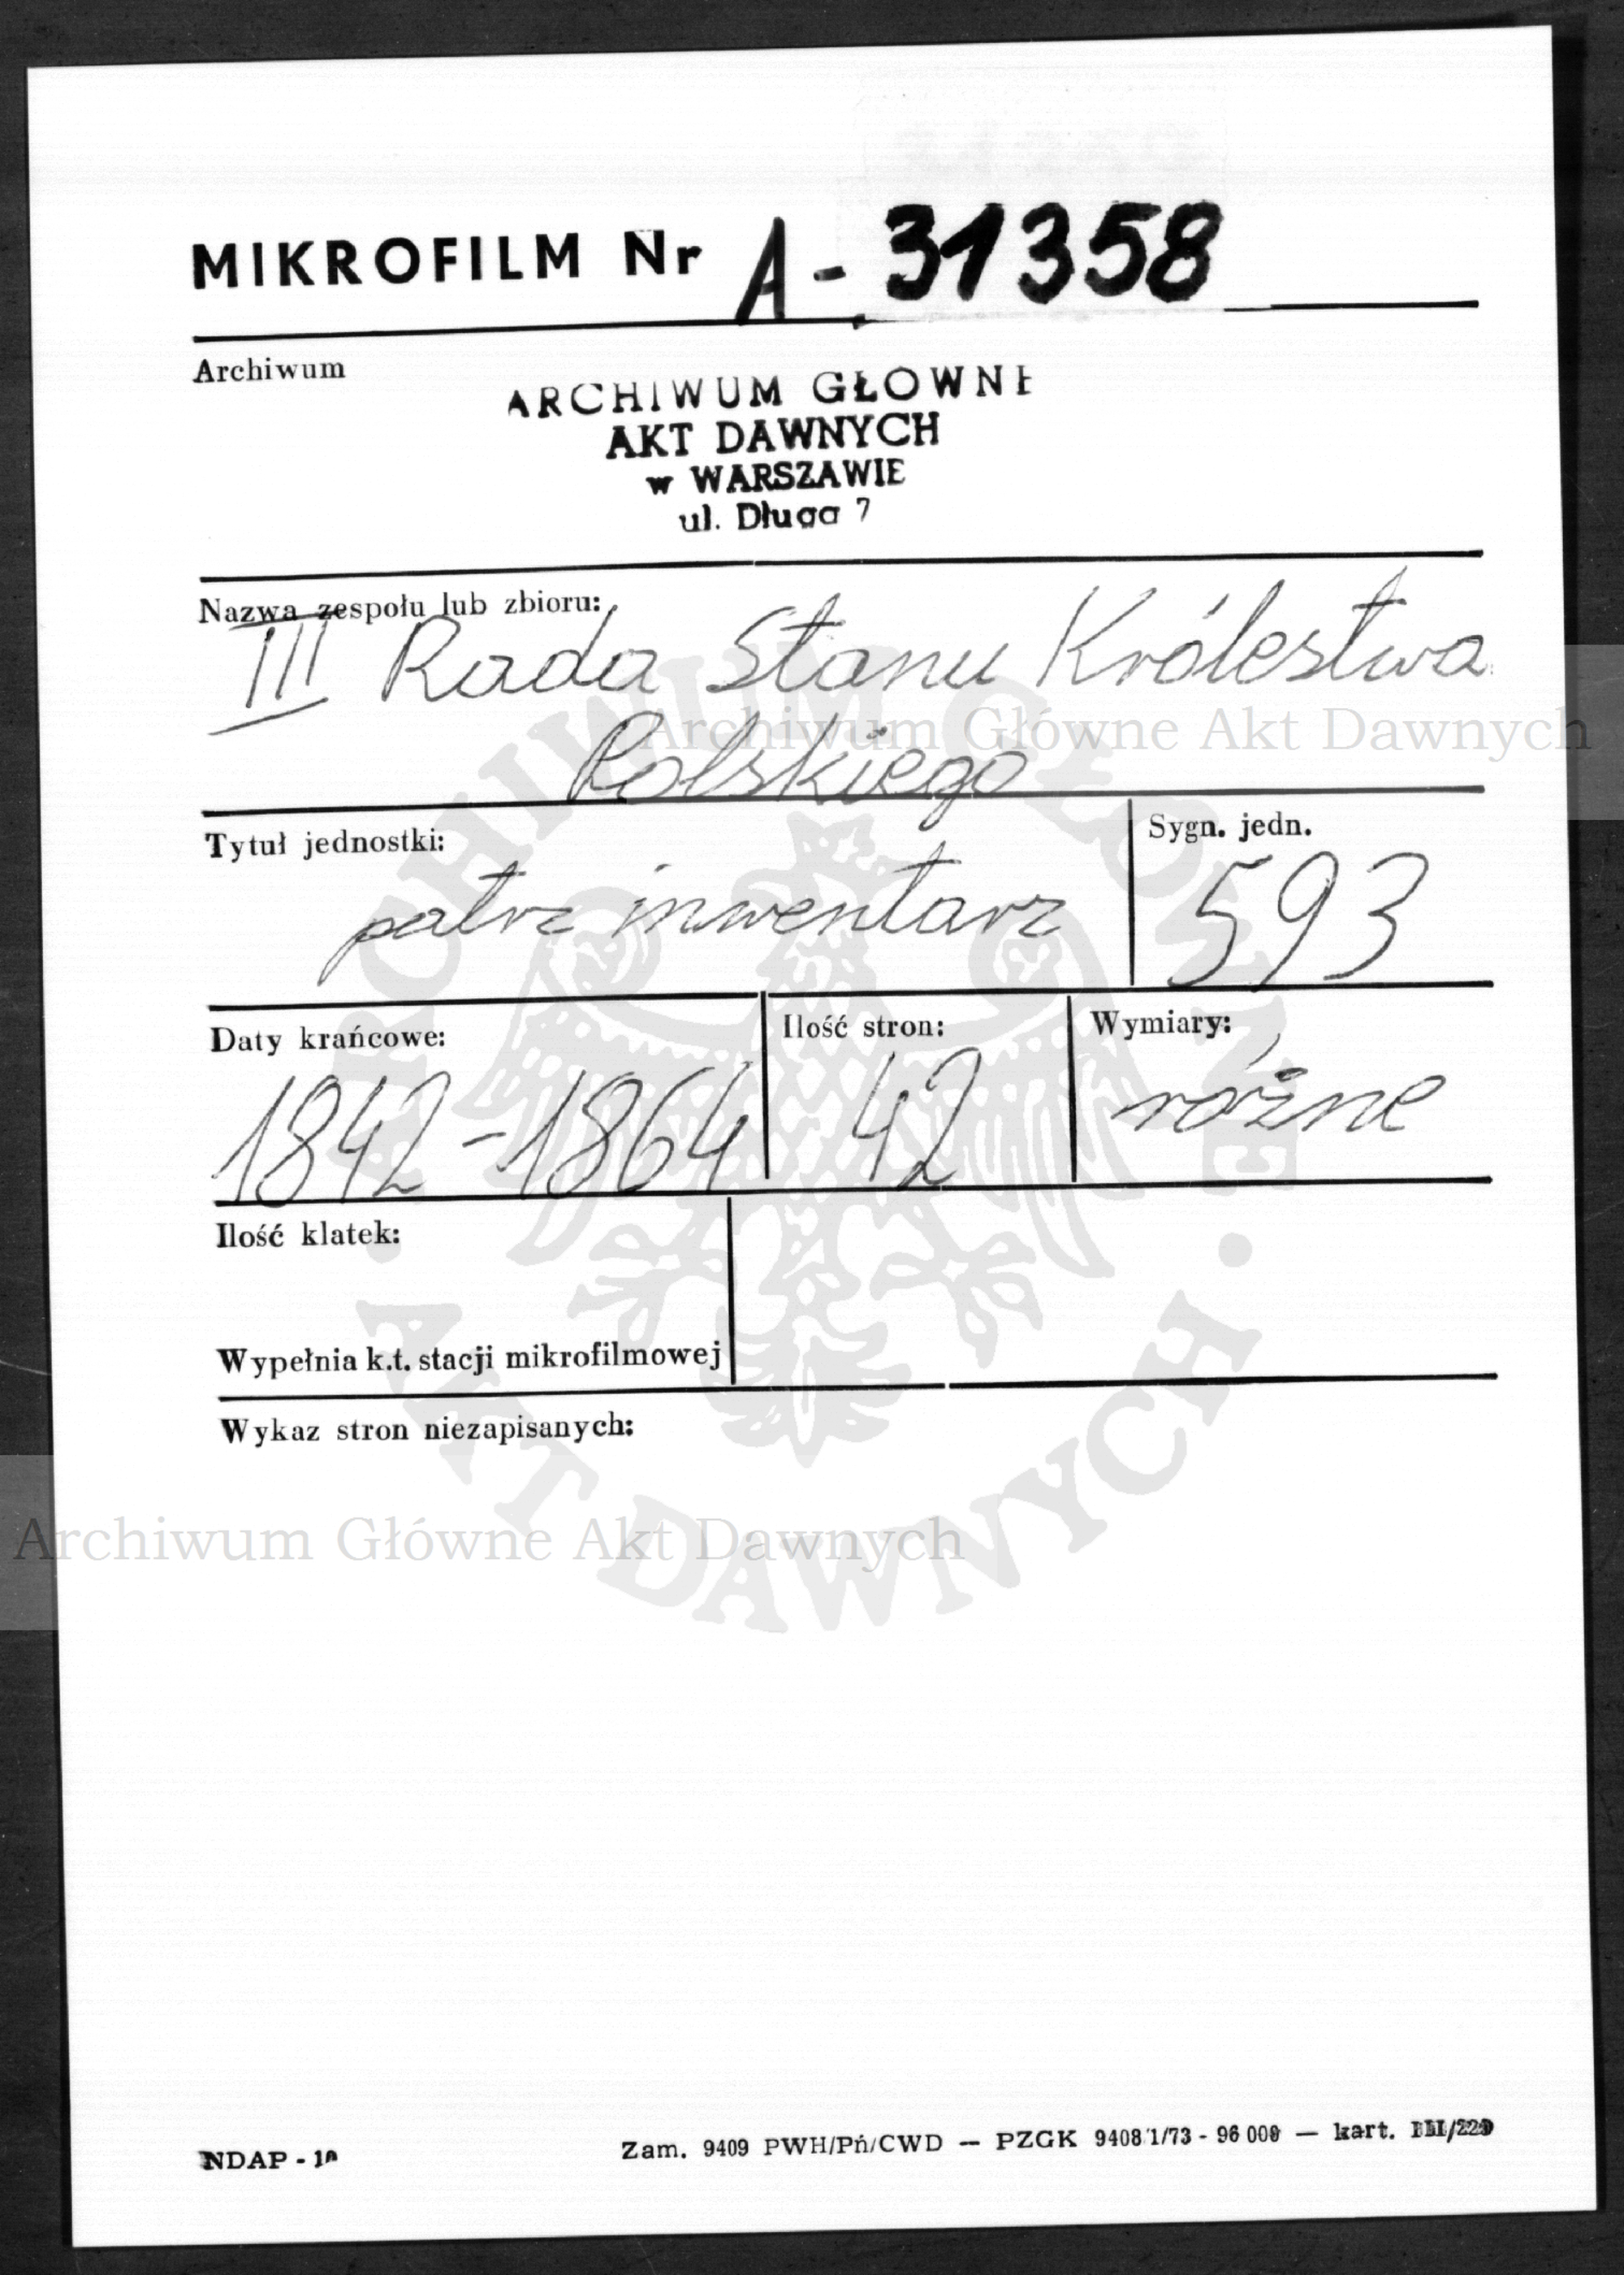 MIKROFILM Nr A - 31358
Archiwum
ARCHIWUM GŁOWNE
AKT DAWNYCH
w WARSZAWIE
ul. Długa 7
Nazwa zespołu lub zbioru:
III Rada Stanu Królestwa
Polskiego
Archiwum Główne Akt Dawnych
Tytuł jednostki:
patrz inwentarz
Sygn. jedn.
593
Daty krańcowe:
1842-1864
Ilość stron:
42
Wymiary:
różne
Ilość klatek:
Wypełnia k.t. stacji mikrofilmowej
Wykaz stron niezapisanych:
Archiwum Główne Akt Dawnych
ARCHIWUM GŁÓWNE • AKT DAWNYCH •
NDAP -
Zam. 9409 PWH/Pń/CWD — PZGK 9408/1/73 - 96 000 — kart.